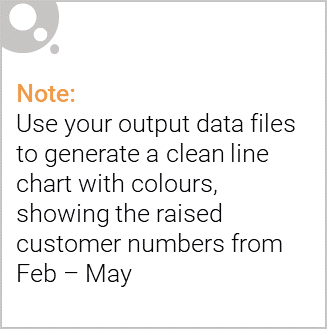 Note:
Use your output data files
to generate a clean line
chart with colours,
showing the raised
customer numbers from
Feb – May